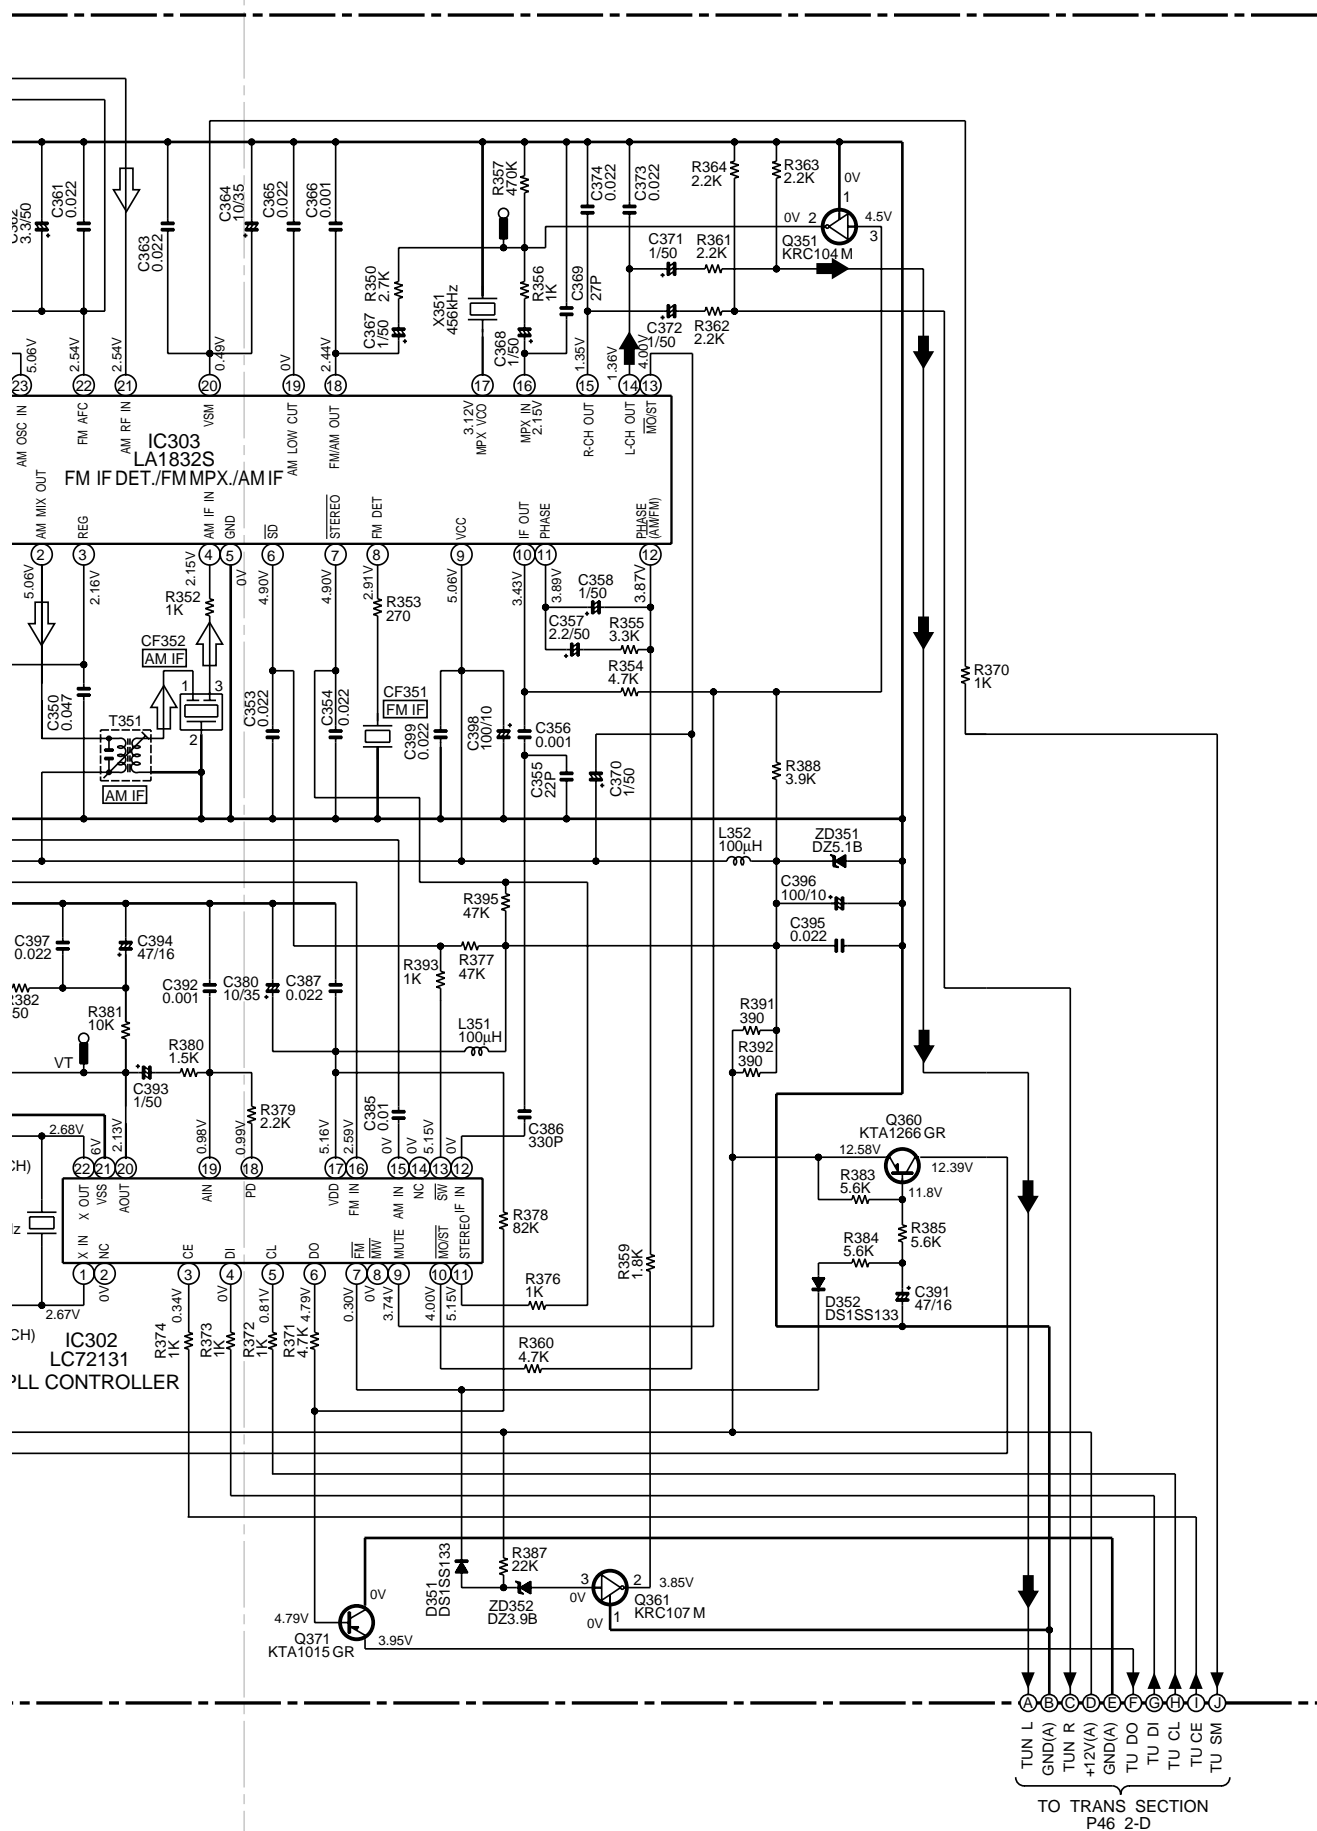 C361
0.022
3.3/50
C363
0.022
C364
10/35
C365
0.022
C366
0.001
R350
2.7K
C367
1/50
R357
470K
X351
456kHz
R356
1K
C368
1/50
C369
27P
C374
0.022
C373
0.022
R364
2.2K
R363
2.2K
0V
1
0V 2
4.5V
3
Q351
KRC104 M
C371
1/50
R361
2.2K
C372
1/50
R362
2.2K
5.06V
2.54V
2.54V
0.49V
0V
2.44V
1.35V
1.36V
4.00V
23
22
21
20
19
18
17
16
15
14
13
AM OSC IN
FM AFC
AM RF IN
VSM
AM LOW CUT
FM/AM OUT
3.12V
MPX VCO
MPX IN
2.15V
R-CH OUT
L-CH OUT
MO/ST
IC303
LA1832S
FM IF DET./FM MPX./AM IF
AM MIX OUT
REG
AM IF IN
GND
SD
STEREO
FM DET
VCC
IF OUT
PHASE
PHASE
(AM/FM)
2
3
4
5
6
7
8
9
10
11
12
5.06V
2.16V
2.15V
0V
4.90V
4.90V
2.91V
5.06V
3.43V
3.89V
3.87V
R352
1K
R353
270
C358
1/50
C357
2.2/50
R355
3.3K
R354
4.7K
CF352
AM IF
1
3
2
C350
0.047
T351
AM IF
C353
0.022
C354
0.022
CF351
FM IF
C399
0.022
C398
100/10
C356
0.001
C355
22P
C370
1/50
R370
1K
R388
3.9K
L352
100µH
ZD351
DZ5.1B
C396
100/10
C395
0.022
R395
47K
R377
47K
R393
1K
C397
0.022
C394
47/16
C392
0.001
C380
10/35
C387
0.022
R381
10K
L351
100µH
R391
390
R392
390
VT
R380
1.5K
C393
1/50
R379
2.2K
C385
0.01
C386
330P
2.68V
6V
2.13V
0.98V
0.99V
5.16V
2.59V
0V
0V
5.15V
0V
22
21
20
19
18
17
16
15
14
13
12
X OUT
VSS
AOUT
AIN
PD
VDD
FM IN
AM IN
NC
SW
IF IN
X IN
NC
CE
DI
CL
DO
FM
MW
MUTE
MO/ST
STEREO
1
2
3
4
5
6
7
8
9
10
11
2.67V
0V
0.34V
0V
0.81V
4.79V
0.30V
0V
3.74V
4.00V
5.15V
R374
1K
R373
1K
R372
1K
R371
4.7K
IC302
LC72131
PLL CONTROLLER
R378
82K
R376
1K
R360
4.7K
R359
1.8K
Q360
KTA1266 GR
12.58V
12.39V
11.8V
R383
5.6K
R385
5.6K
R384
5.6K
D352
DS1SS133
C391
47/16
D351
DS1SS133
R387
22K
ZD352
DZ3.9B
3
0V
2
3.85V
Q361
KRC107 M
0V
1
0V
4.79V
3.95V
Q371
KTA1015 GR
A
B
C
D
E
F
G
H
I
J
TUN L
GND(A)
TUN R
+12V(A)
GND(A)
TU DO
TU DI
TU CL
TU CE
TU SM
TO TRANS SECTION
P46 2-D